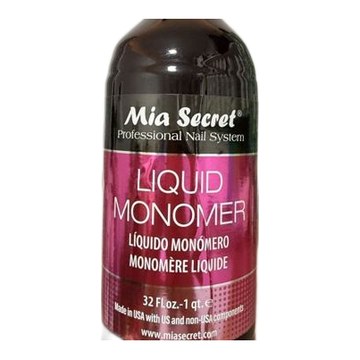 Mia Secret®
Professional Nail System
LIQUID
MONOMER
LÍQUIDO MONÓMERO
MONOMÈRE LIQUIDE
32 Fl.oz.-1 qt.℮
Made in USA with US and non-USA components
www.miasecret.com